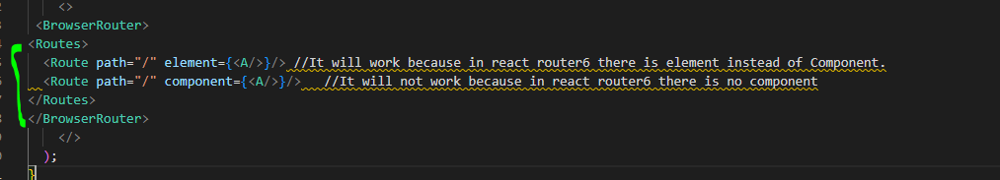 <>
<BrowserRouter>
<Routes>
<Route path="/" element={<A/>}/> //It will work because in react router6 there is element instead of Component.
<Route path="/" component={<A/>}/> //It will not work because in react router6 there is no component
</Routes>
</BrowserRouter>
</>
);
}